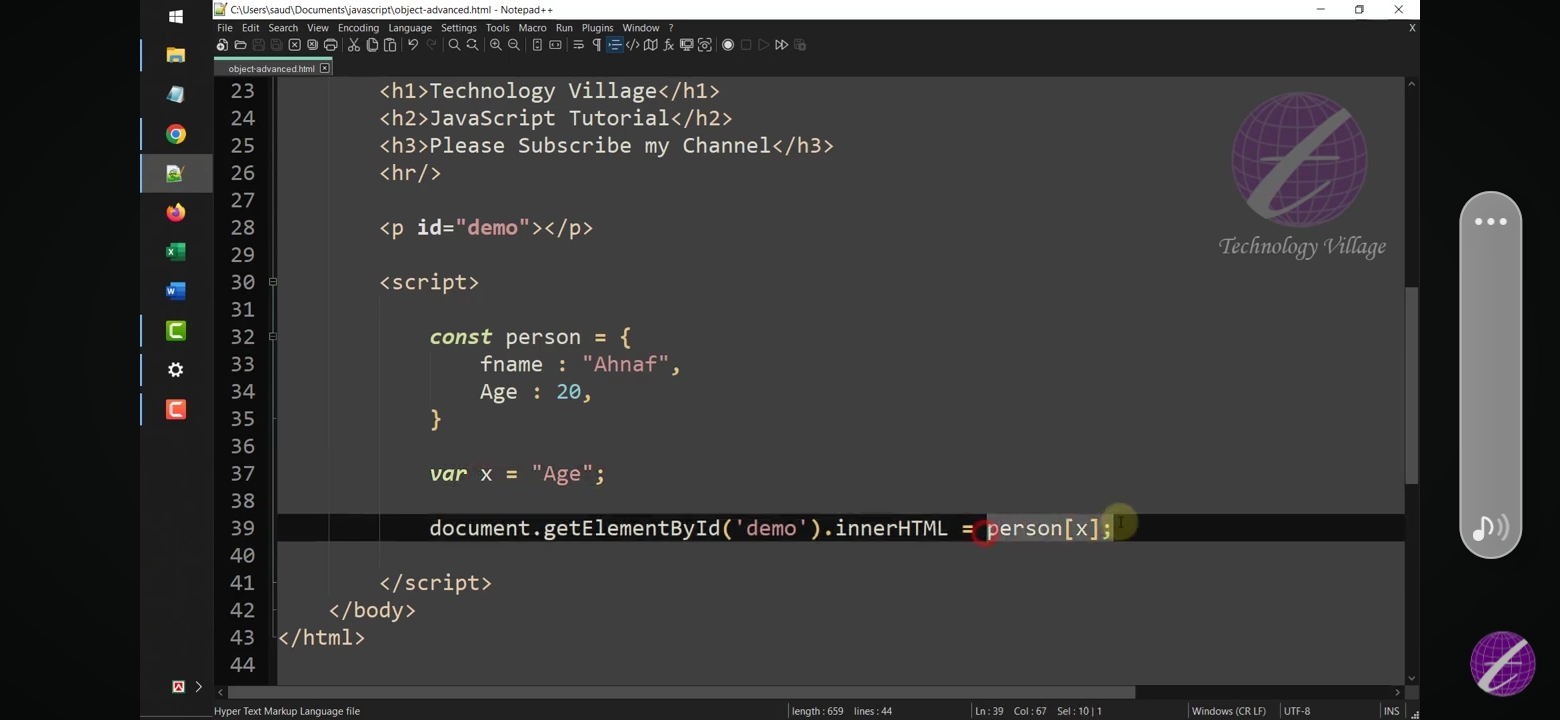 C:\Users\saud\Documents\javascript\object-advanced.html - Notepad++
File Edit Search View Encoding Language Settings Tools Macro Run Plugins Window ? X
object-advanced.html
23 <h1>Technology Village</h1>
24 <h2>JavaScript Tutorial</h2>
25 <h3>Please Subscribe my Channel</h3>
26 <hr/>
27
28 <p id="demo"></p>
29
30 <script>
31
32 const person = {
33 fname : "Ahnaf",
34 Age : 20,
35 }
36
37 var x = "Age";
38
39 document.getElementById('demo').innerHTML = person[x];
40
41 </script>
42 </body>
43 </html>
44
Technology Village
Hyper Text Markup Language file length : 659 lines : 44 Ln : 39 Col : 67 Sel : 10 | 1 Windows (CR LF) UTF-8 INS